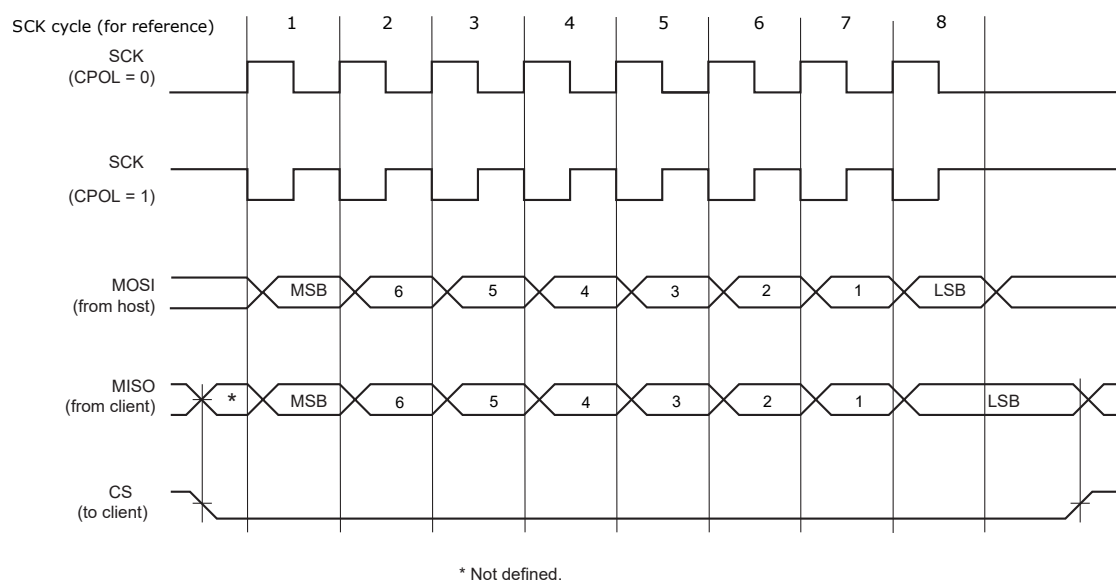 SCK cycle (for reference) 1 2 3 4 5 6 7 8
SCK
(CPOL = 0)
SCK
(CPOL = 1)
MOSI
(from host)
MSB 6 5 4 3 2 1 LSB
MISO
(from client)
* MSB 6 5 4 3 2 1 LSB
CS
(to client)
* Not defined.